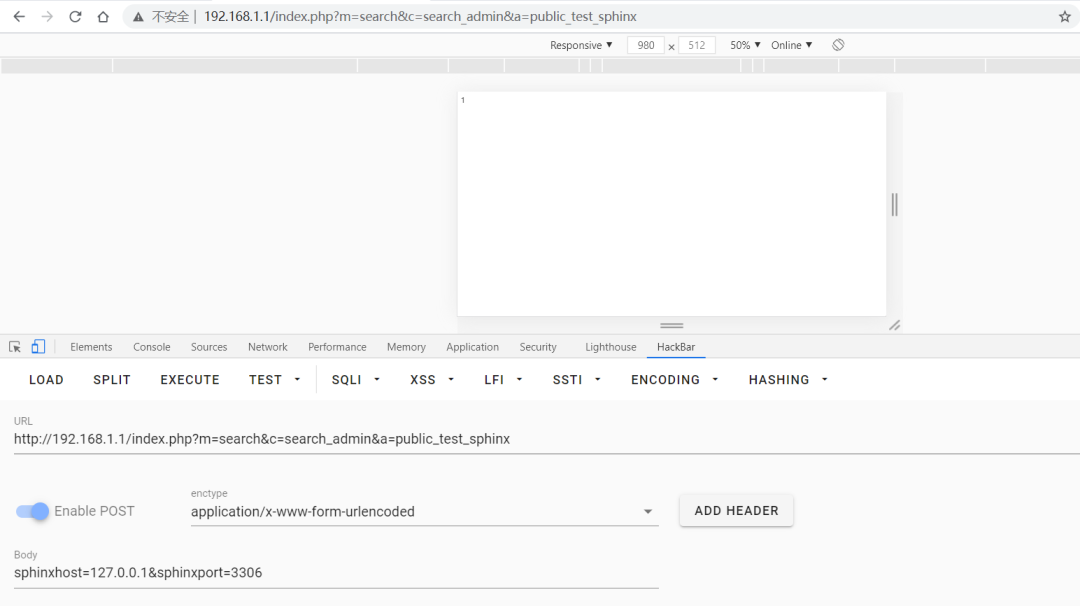 不安全 | 192.168.1.1/index.php?m=search&c=search_admin&a=public_test_sphinx
Responsive ▼ 980 x 512 50% ▼ Online ▼
1
Elements Console Sources Network Performance Memory Application Security Lighthouse HackBar
LOAD SPLIT EXECUTE TEST SQLI XSS LFI SSTI ENCODING HASHING
URL
http://192.168.1.1/index.php?m=search&c=search_admin&a=public_test_sphinx
enctype
Enable POST application/x-www-form-urlencoded ADD HEADER
Body
sphinxhost=127.0.0.1&sphinxport=3306